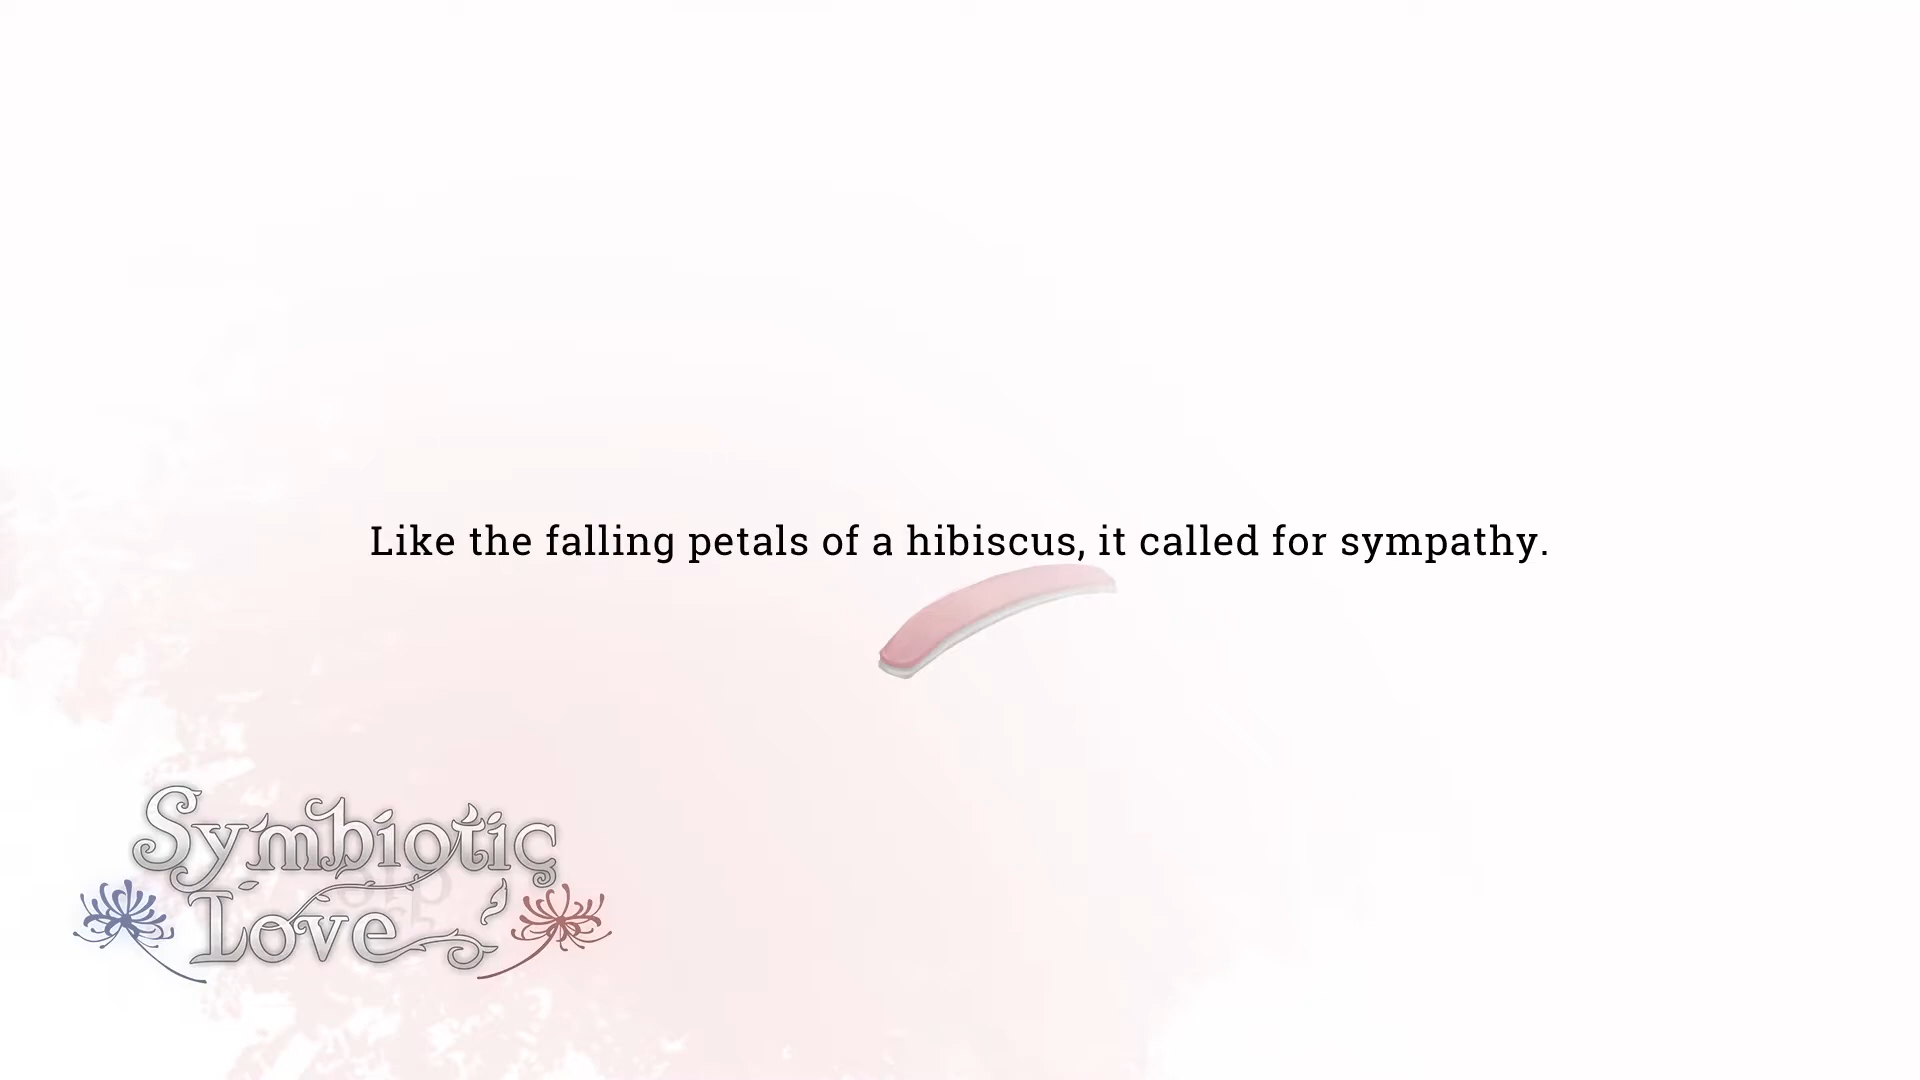 Like the falling petals of a hibiscus, it called for sympathy.
Symbiotic
Love